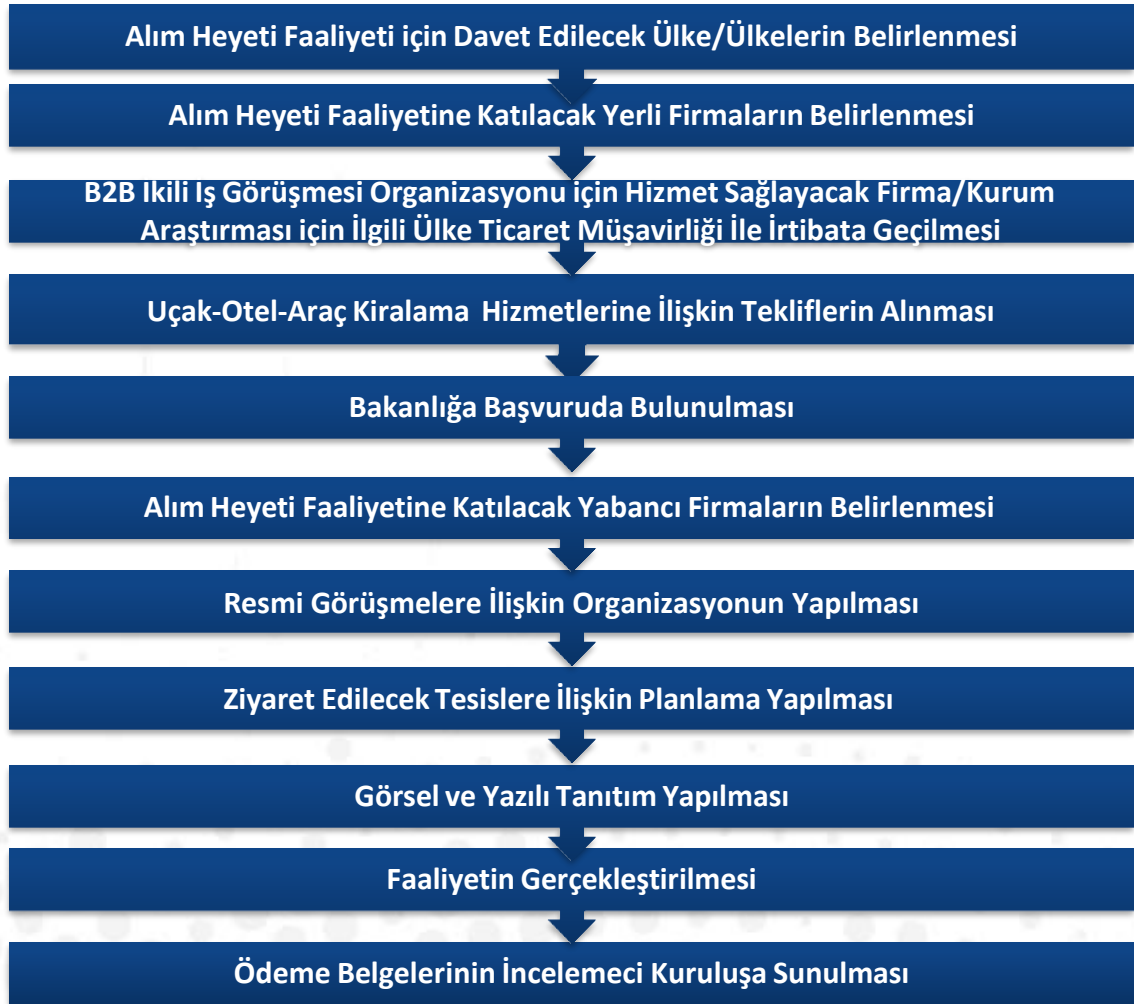 Alım Heyeti Faaliyeti için Davet Edilecek Ülke/Ülkelerin Belirlenmesi
Alım Heyeti Faaliyetine Katılacak Yerli Firmaların Belirlenmesi
B2B Ikili Iş Görüşmesi Organizasyonu için Hizmet Sağlayacak Firma/Kurum
Araştırması için İlgili Ülke Ticaret Müşavirliği İle İrtibata Geçilmesi
Uçak-Otel-Araç Kiralama Hizmetlerine İlişkin Tekliflerin Alınması
Bakanlığa Başvuruda Bulunulması
Alım Heyeti Faaliyetine Katılacak Yabancı Firmaların Belirlenmesi
Resmi Görüşmelere İlişkin Organizasyonun Yapılması
Ziyaret Edilecek Tesislere İlişkin Planlama Yapılması
Görsel ve Yazılı Tanıtım Yapılması
Faaliyetin Gerçekleştirilmesi
Ödeme Belgelerinin İncelemeci Kuruluşa Sunulması